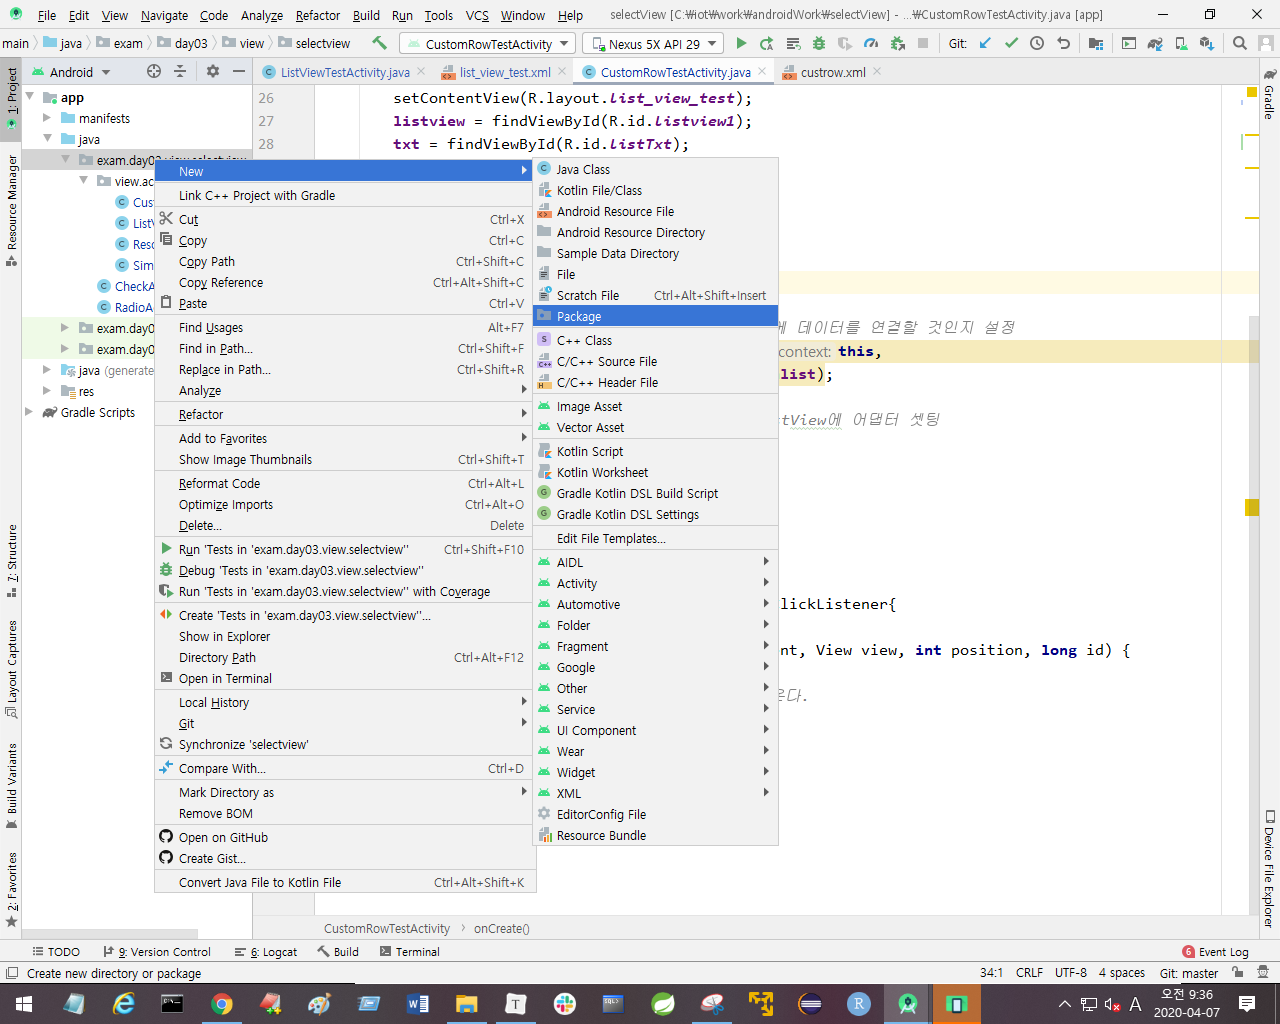 File Edit View Navigate Code Analyze Refactor Build Run Tools VCS Window Help selectView [C:₩iot₩work₩androidWork₩selectView] - ...₩CustomRowTestActivity.java [app]
main java exam day03 view selectview CustomRowTestActivity Nexus 5X API 29 Git:
Android ListViewTestActivity.java list_view_test.xml CustomRowTestActivity.java custrow.xml
1: Project
Resource Manager
7: Structure
Layout Captures
Build Variants
2: Favorites
app
manifests
java
exam.day03.view.selectview
view.ac
Cus
ListV
Reso
Sim
CheckA
RadioA
exam.day0
exam.day0
java (generate
res
Gradle Scripts
26 setContentView(R.layout.list_view_test);
27 listview = findViewById(R.id.listview1);
28 txt = findViewById(R.id.listTxt);
데이터를 연결할 것인지 설정
context: this,
list);
stView에 어댑터 셋팅
lickListener{
nt, View view, int position, long id) {
New
Link C++ Project with Gradle
Cut Ctrl+X
Copy Ctrl+C
Copy Path Ctrl+Shift+C
Copy Reference Ctrl+Alt+Shift+C
Paste Ctrl+V
Find Usages Alt+F7
Find in Path... Ctrl+Shift+F
Replace in Path... Ctrl+Shift+R
Analyze
Refactor
Add to Favorites
Show Image Thumbnails Ctrl+Shift+T
Reformat Code Ctrl+Alt+L
Optimize Imports Ctrl+Alt+O
Delete... Delete
Run 'Tests in 'exam.day03.view.selectview'' Ctrl+Shift+F10
Debug 'Tests in 'exam.day03.view.selectview''
Run 'Tests in 'exam.day03.view.selectview'' with Coverage
Create 'Tests in 'exam.day03.view.selectview''...
Show in Explorer
Directory Path Ctrl+Alt+F12
Open in Terminal
Local History
Git
Synchronize 'selectview'
Compare With... Ctrl+D
Mark Directory as
Remove BOM
Open on GitHub
Create Gist...
Convert Java File to Kotlin File Ctrl+Alt+Shift+K
Java Class
Kotlin File/Class
Android Resource File
Android Resource Directory
Sample Data Directory
File
Scratch File Ctrl+Alt+Shift+Insert
Package
C++ Class
C/C++ Source File
C/C++ Header File
Image Asset
Vector Asset
Kotlin Script
Kotlin Worksheet
Gradle Kotlin DSL Build Script
Gradle Kotlin DSL Settings
Edit File Templates...
AIDL
Activity
Automotive
Folder
Fragment
Google
Other
Service
UI Component
Wear
Widget
XML
EditorConfig File
Resource Bundle
Gradle
Device File Explorer
CustomRowTestActivity › onCreate()
TODO 9: Version Control 6: Logcat Build Terminal 6 Event Log
Create new directory or package 34:1 CRLF UTF-8 4 spaces Git: master
A 오전 9:36
2020-04-07